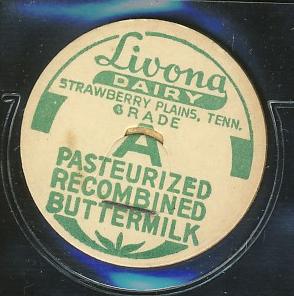 Livona
DAIRY
STRAWBERRY PLAINS, TENN.
GRADE
A
PASTEURIZED
RECOMBINED
BUTTERMILK